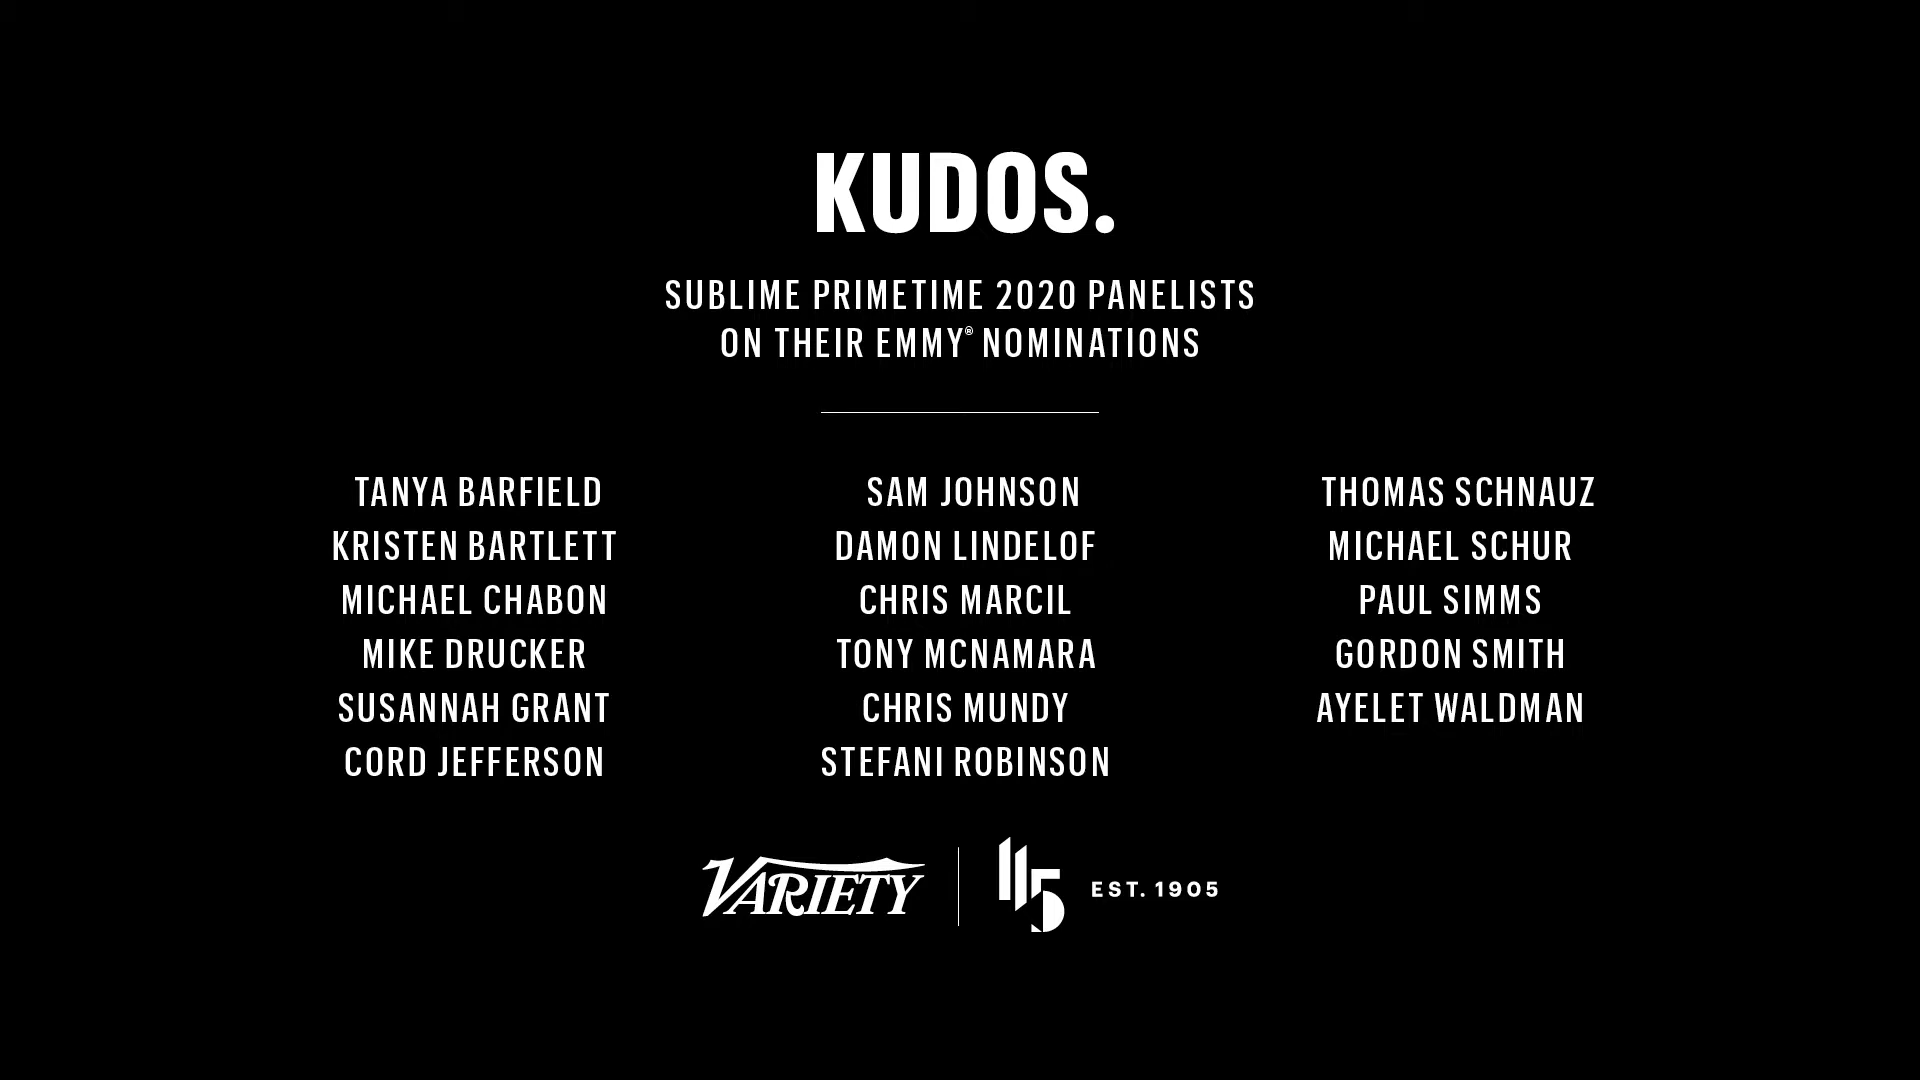 KUDOS.
SUBLIME PRIMETIME 2020 PANELISTS
ON THEIR EMMY® NOMINATIONS
TANYA BARFIELD
KRISTEN BARTLETT
MICHAEL CHABON
MIKE DRUCKER
SUSANNAH GRANT
CORD JEFFERSON
SAM JOHNSON
DAMON LINDELOF
CHRIS MARCIL
TONY MCNAMARA
CHRIS MUNDY
STEFANI ROBINSON
THOMAS SCHNAUZ
MICHAEL SCHUR
PAUL SIMMS
GORDON SMITH
AYELET WALDMAN
VARIETY
115
EST. 1905